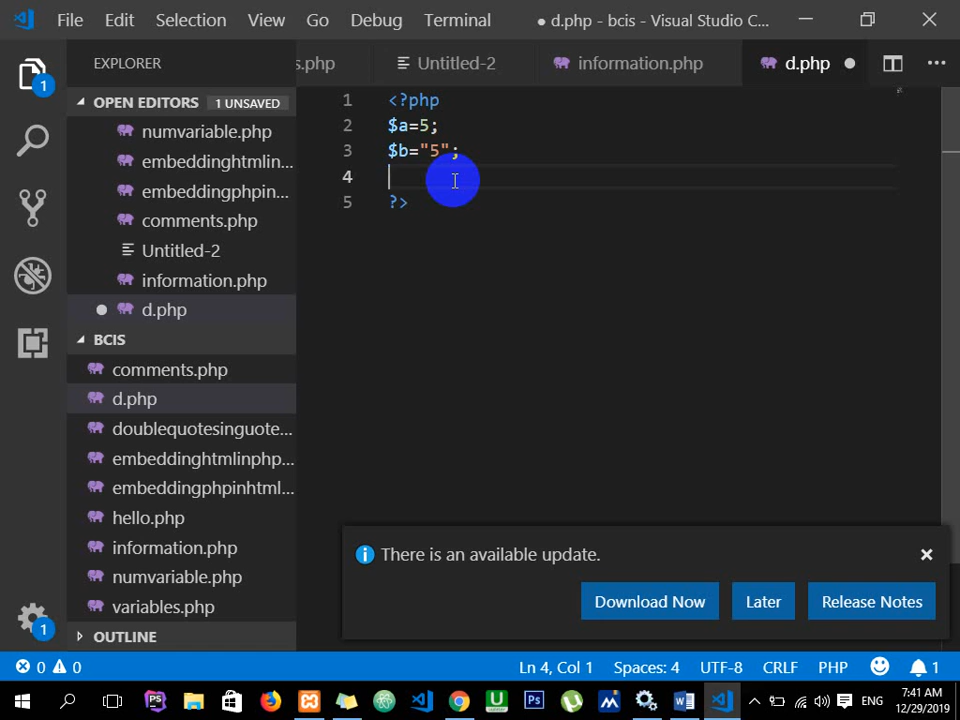 File Edit Selection View Go Debug Terminal ● d.php - bcis - Visual Studio C...
EXPLORER
OPEN EDITORS 1 UNSAVED
numvariable.php
embeddinghtmlin...
embeddingphpin...
comments.php
Untitled-2
information.php
d.php
BCIS
comments.php
d.php
doublequotesinguote...
embeddinghtmlinphp...
embeddingphpinhtml...
hello.php
information.php
numvariable.php
variables.php
OUTLINE
s.php Untitled-2 information.php d.php
1 <?php
2 $a=5;
3 $b="5";
4
5 ?>
There is an available update.
Download Now Later Release Notes
1
1
0 0 Ln 4, Col 1 Spaces: 4 UTF-8 CRLF PHP 1
PS U Ps ENG 7:41 AM
12/29/2019